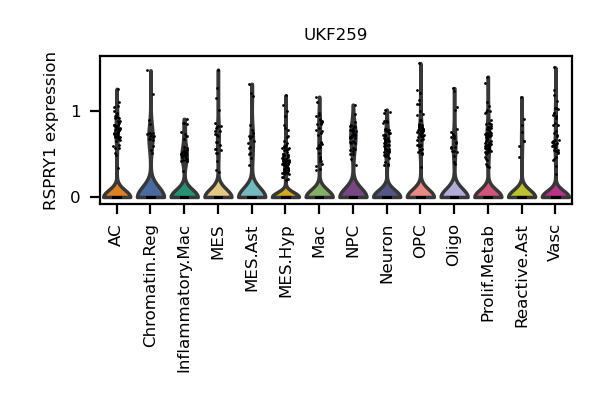 UKF259
RSPRY1 expression
1
0
AC
Chromatin.Reg
Inflammatory.Mac
MES
MES.Ast
MES.Hyp
Mac
NPC
Neuron
OPC
Oligo
Prolif.Metab
Reactive.Ast
Vasc